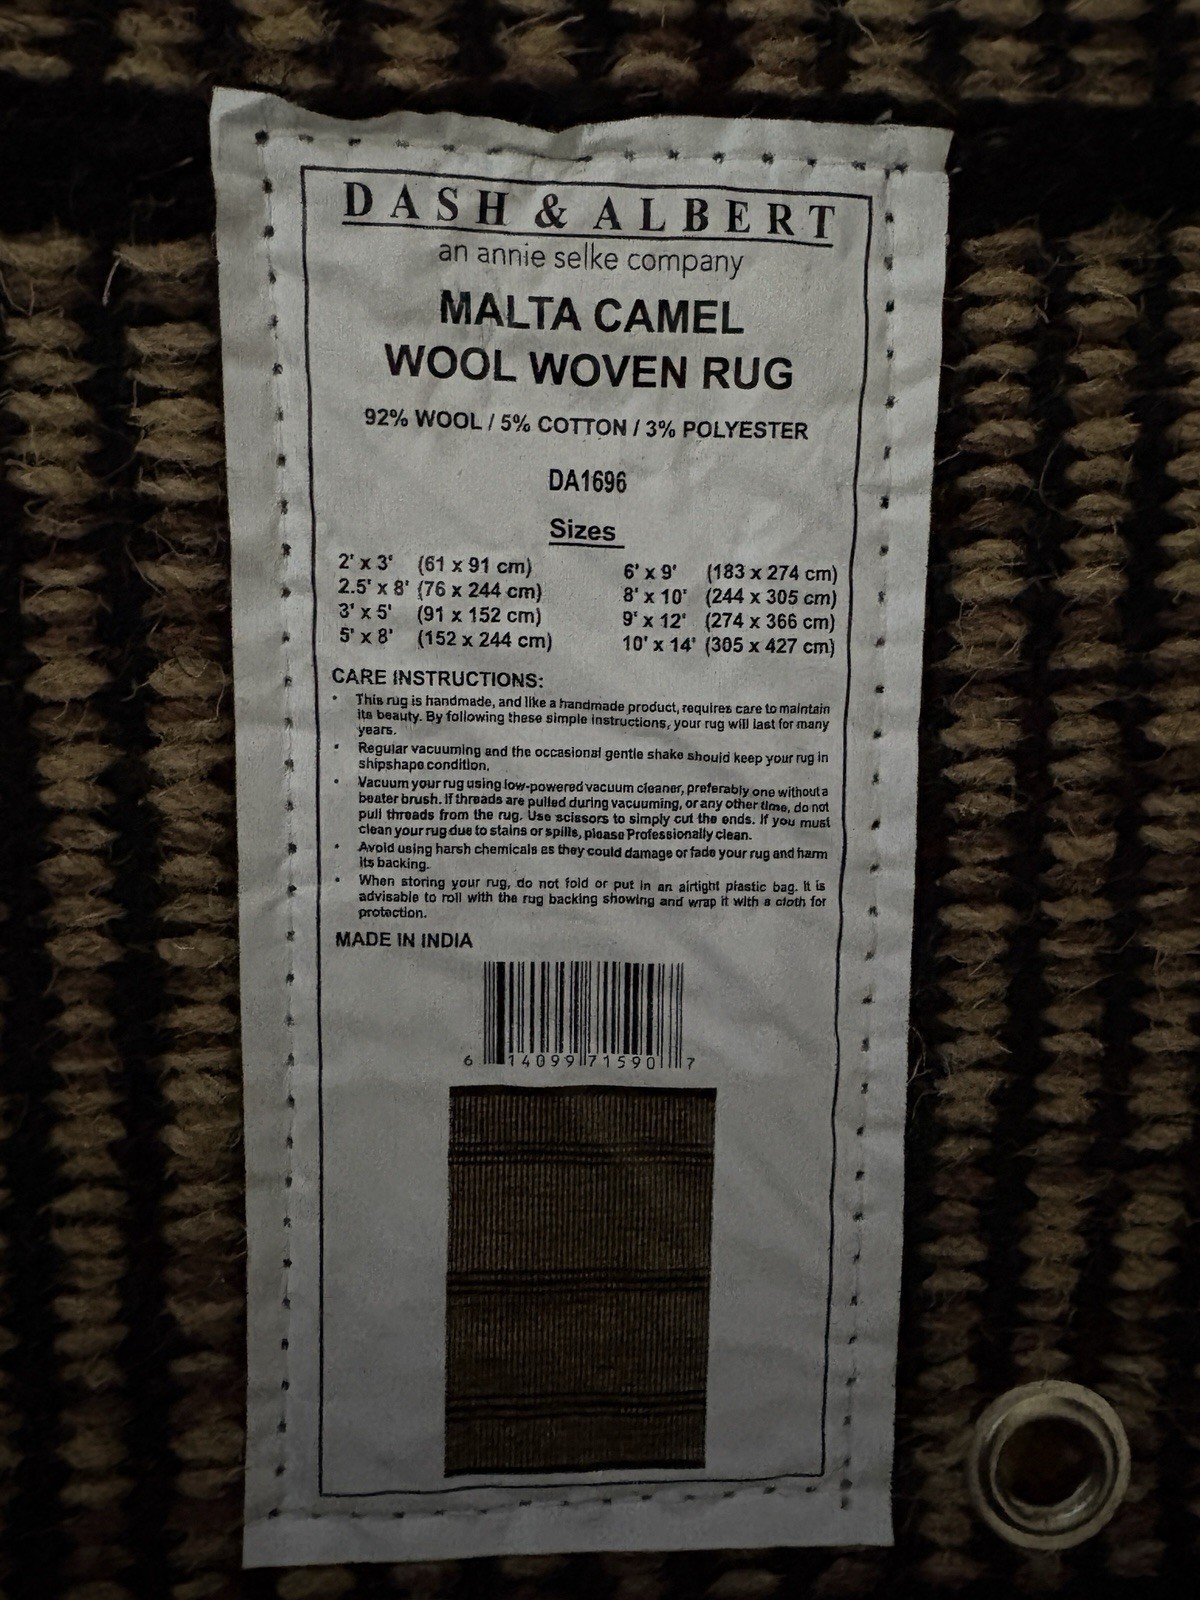 DASH & ALBERT
an annie selke company
MALTA CAMEL
WOOL WOVEN RUG
92% WOOL / 5% COTTON / 3% POLYESTER
DA1696
Sizes
2' x 3' (61 x 91 cm) 6' x 9' (183 x 274 cm)
2.5' x 8' (76 x 244 cm) 8' x 10' (244 x 305 cm)
3' x 5' (91 x 152 cm) 9' x 12' (274 x 366 cm)
5' x 8' (152 x 244 cm) 10' x 14' (305 x 427 cm)
CARE INSTRUCTIONS:
• This rug is handmade, and like a handmade product, requires care to maintain
its beauty. By following these simple instructions, your rug will last for many
years.
• Regular vacuuming and the occasional gentle shake should keep your rug in
shipshape condition.
• Vacuum your rug using low-powered vacuum cleaner, preferably one without a
beater brush. If threads are pulled during vacuuming, or any other time, do not
pull threads from the rug. Use scissors to simply cut the ends. If you must
clean your rug due to stains or spills, please Professionally clean.
• Avoid using harsh chemicals as they could damage or fade your rug and harm
its backing.
• When storing your rug, do not fold or put in an airtight plastic bag. It is
advisable to roll with the rug backing showing and wrap it with a cloth for
protection.
MADE IN INDIA
6 14099 71590 7